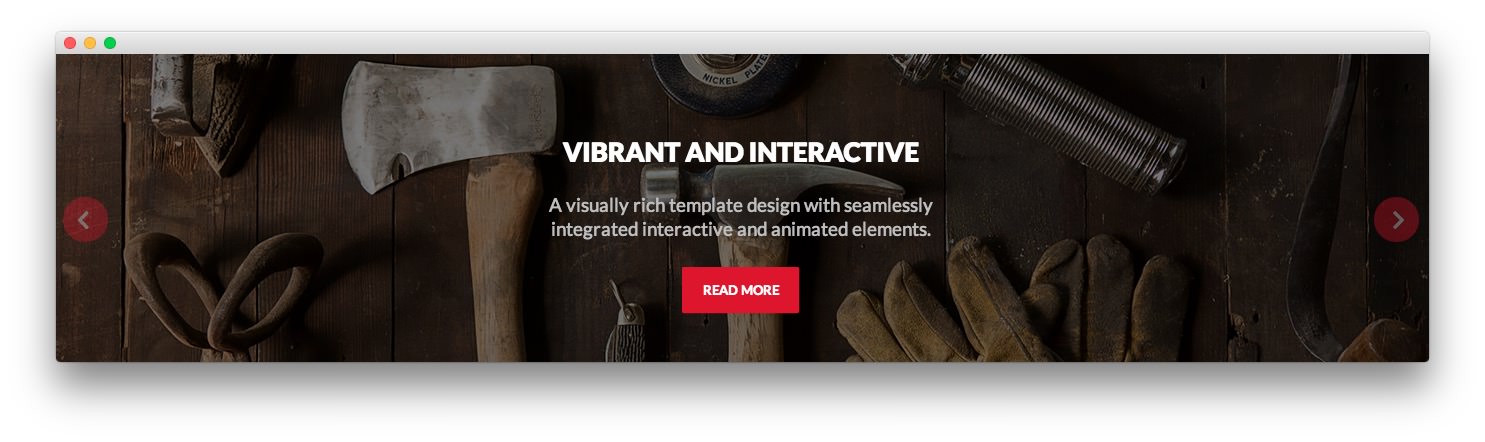 NICKEL PLATE
VIBRANT AND INTERACTIVE
A visually rich template design with seamlessly
integrated interactive and animated elements.
READ MORE